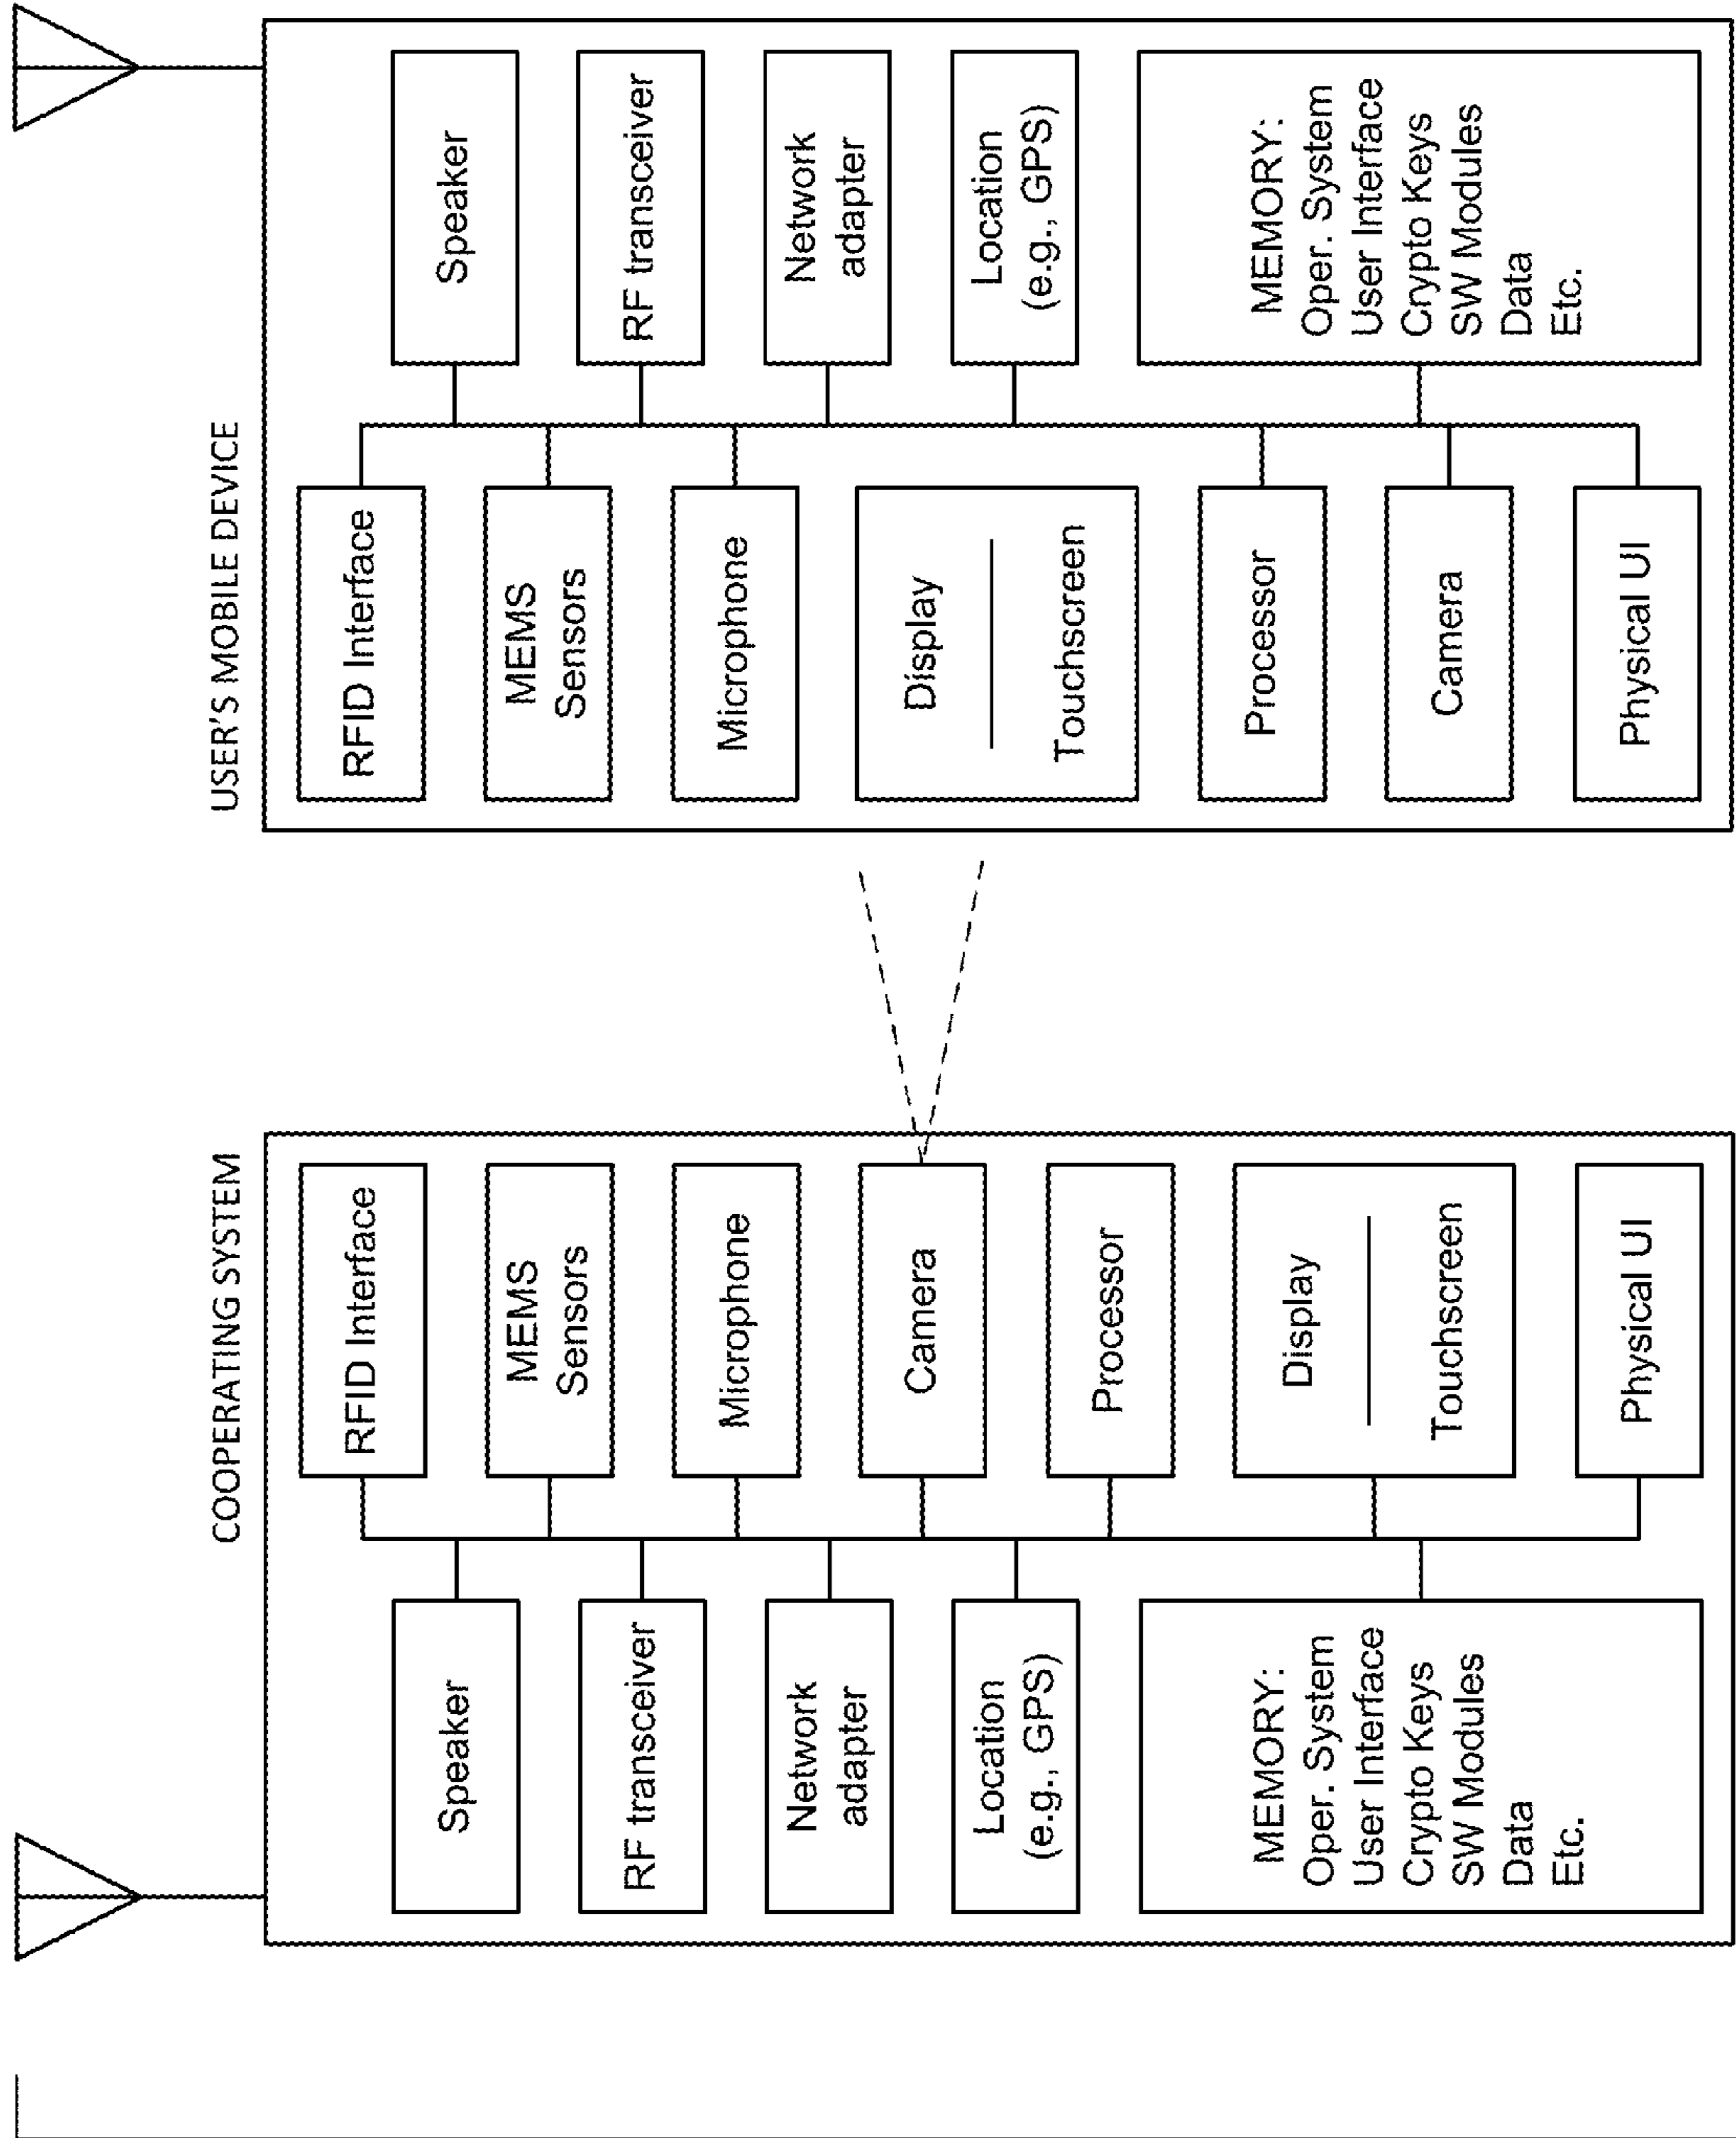 COOPERATING SYSTEM
Speaker
RF transceiver
Network
adapter
Location
(e.g., GPS)
MEMORY:
Oper. System
User Interface
Crypto Keys
SW Modules
Data
Etc.
RFID Interface
MEMS
Sensors
Microphone
Camera
Processor
Display
Touchscreen
Physical UI
USER'S MOBILE DEVICE
RFID Interface
MEMS
Sensors
Microphone
Display
Touchscreen
Processor
Camera
Physical UI
Speaker
RF transceiver
Network
adapter
Location
(e.g., GPS)
MEMORY:
Oper. System
User Interface
Crypto Keys
SW Modules
Data
Etc.